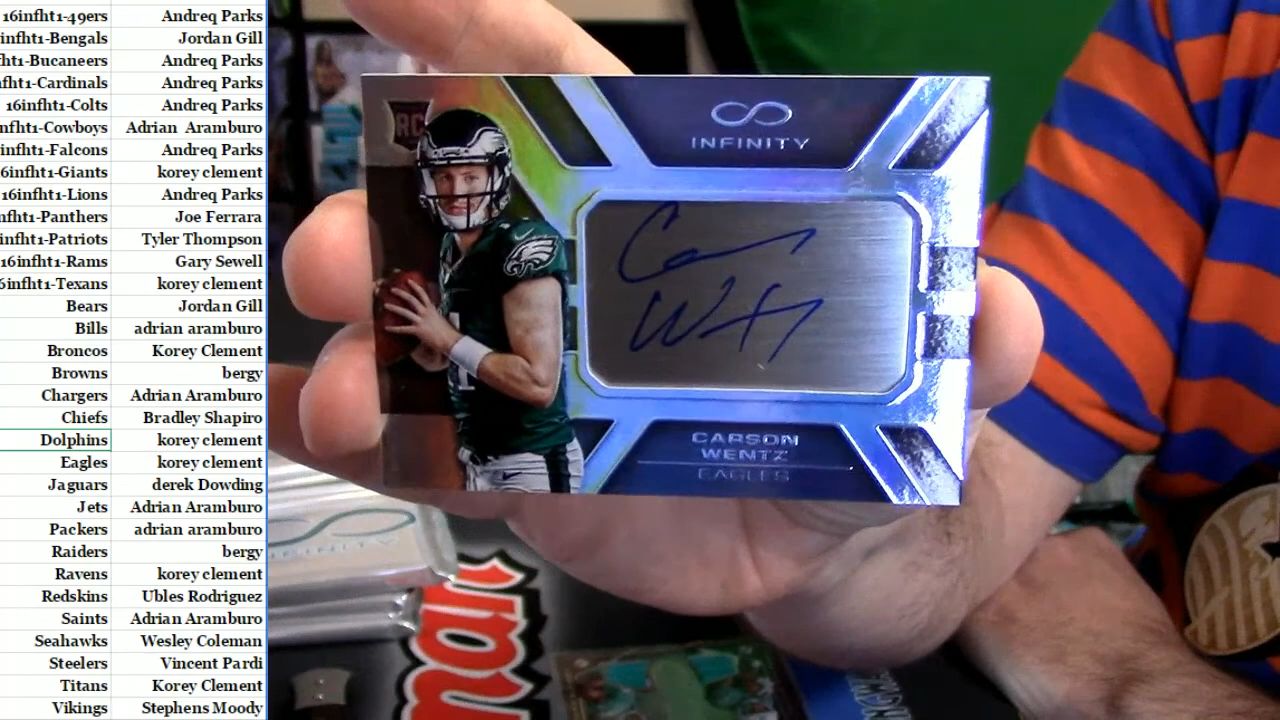 16infht1-49ers Andreq Parks
infht1-Bengals Jordan Gill
fht1-Bucaneers Andreq Parks
fht1-Cardinals Andreq Parks
16infht1-Colts Andreq Parks
nfht1-Cowboys Adrian Aramburo
infht1-Falcons Andreq Parks
6infht1-Giants korey clement
16infht1-Lions Andreq Parks
nfht1-Panthers Joe Ferrara
infht1-Patriots Tyler Thompson
16infht1-Rams Gary Sewell
6infht1-Texans korey clement
Bears Jordan Gill
Bills adrian aramburo
Broncos Korey Clement
Browns bergy
Chargers Adrian Aramburo
Chiefs Bradley Shapiro
Dolphins korey clement
Eagles korey clement
Jaguars derek Dowding
Jets Adrian Aramburo
Packers adrian aramburo
Raiders bergy
Ravens korey clement
Redskins Ubles Rodriguez
Saints Adrian Aramburo
Seahawks Wesley Coleman
Steelers Vincent Pardi
Titans Korey Clement
Vikings Stephens Moody
RC
INFINITY
CARSON
WENTZ
EAGLES
INFINITY